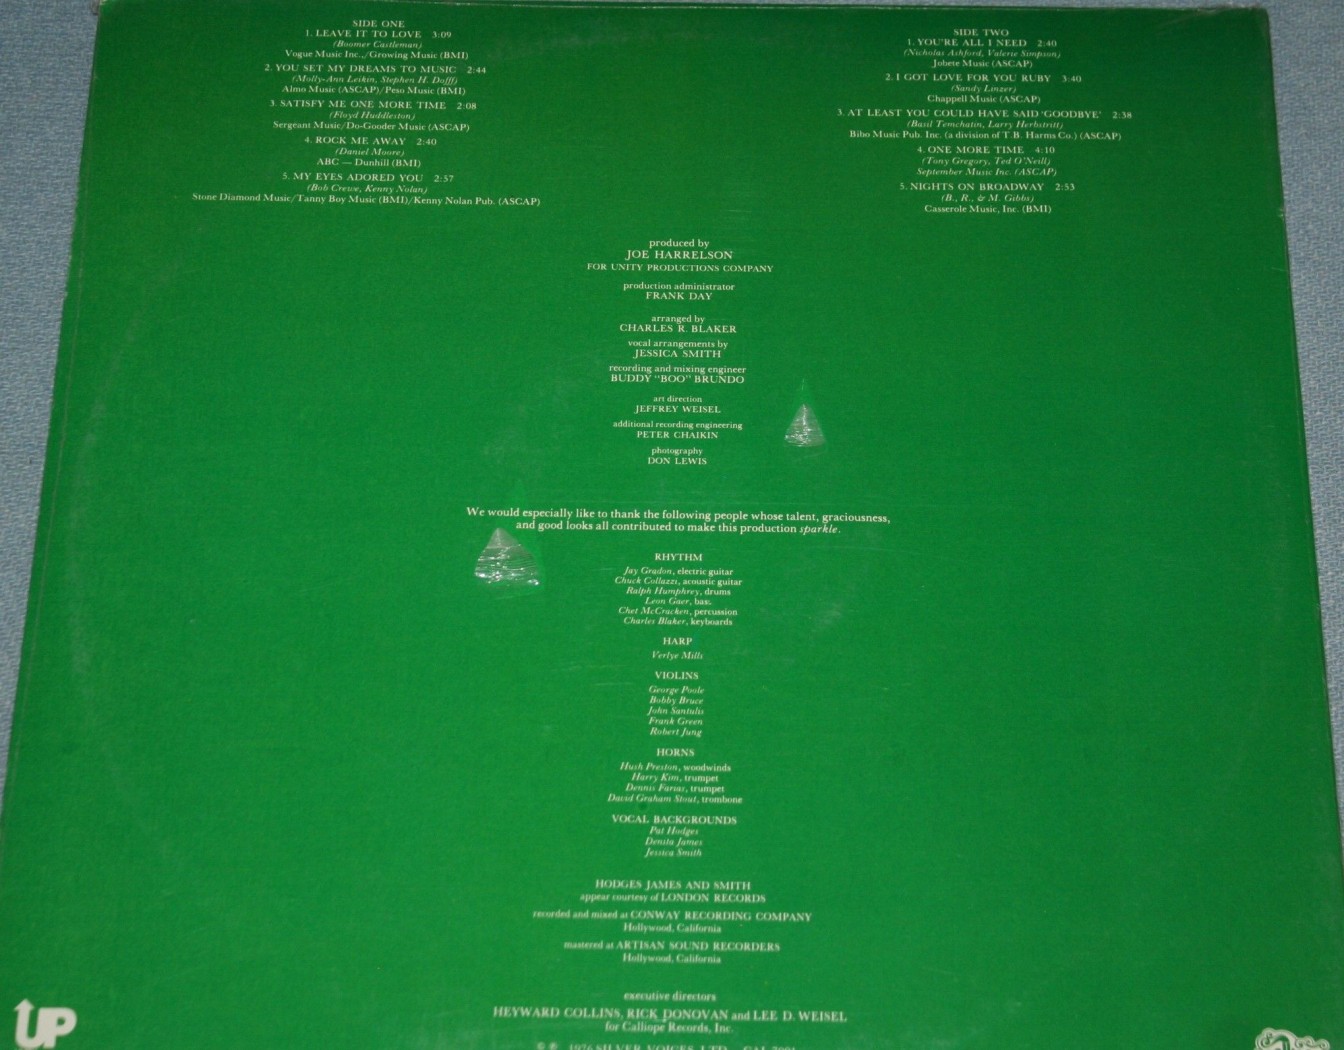 SIDE ONE
1. LEAVE IT TO LOVE 3:09
(Boomer Castleman)
Vogue Music Inc../Growing Music (BMI)
2. YOU SET MY DREAMS TO MUSIC 2:44
(Molly-Ann Leikin, Stephen H. Dofff)
Almo Music (ASCAP)/Peso Music (BMI)
3. SATISFY ME ONE MORE TIME 2:08
(Floyd Huddleston)
Sergeant Music/Do-Gooder Music (ASCAP)
4. ROCK ME AWAY 2:40
(Daniel Moore)
ABC — Dunhill (BMI)
5. MY EYES ADORED YOU 2:57
(Bob Crewe, Kenny Nolan)
Stone Diamond Music/Tanny Boy Music (BMI)/Kenny Nolan Pub. (ASCAP)
SIDE TWO
1. YOU'RE ALL I NEED 2:40
(Nicholas Ashford, Valerie Simpson)
Jobete Music (ASCAP)
2. I GOT LOVE FOR YOU RUBY 3:40
(Sandy Linzer)
Chappell Music (ASCAP)
3. AT LEAST YOU COULD HAVE SAID 'GOODBYE' 2:38
(Basil Temchatin, Larry Herbstritt)
Bibo Music Pub. Inc. (a division of T.B. Harms Co.) (ASCAP)
4. ONE MORE TIME 4:10
(Tony Gregory, Ted O'Neill)
September Music Inc. (ASCAP)
5. NIGHTS ON BROADWAY 2:53
(B., R., & M. Gibbs)
Casserole Music, Inc. (BMI)
produced by
JOE HARRELSON
FOR UNITY PRODUCTIONS COMPANY
production administrator
FRANK DAY
arranged by
CHARLES R. BLAKER
vocal arrangements by
JESSICA SMITH
recording and mixing engineer
BUDDY "BOO" BRUNDO
art direction
JEFFREY WEISEL
additional recording engineering
PETER CHAIKIN
photography
DON LEWIS
We would especially like to thank the following people whose talent, graciousness,
and good looks all contributed to make this production sparkle.
RHYTHM
Jay Gradon, electric guitar
Chuck Collazzi, acoustic guitar
Ralph Humphrey, drums
Leon Gaer, bass
Chet McCracken, percussion
Charles Blaker, keyboards
HARP
Verlye Mills
VIOLINS
George Poole
Bobby Bruce
John Santulis
Frank Green
Robert Jung
HORNS
Hush Preston, woodwinds
Harry Kim, trumpet
Dennis Farias, trumpet
David Graham Stout, trombone
VOCAL BACKGROUNDS
Pat Hodges
Denita James
Jessica Smith
HODGES JAMES AND SMITH
appear courtesy of LONDON RECORDS
recorded and mixed at CONWAY RECORDING COMPANY
Hollywood, California
mastered at ARTISAN SOUND RECORDERS
Hollywood, California
executive directors
HEYWARD COLLINS, RICK DONOVAN and LEE D. WEISEL
for Calliope Records, Inc.
© ℗ 1976 SILVER VOICES, LTD. CAL 7001
UP